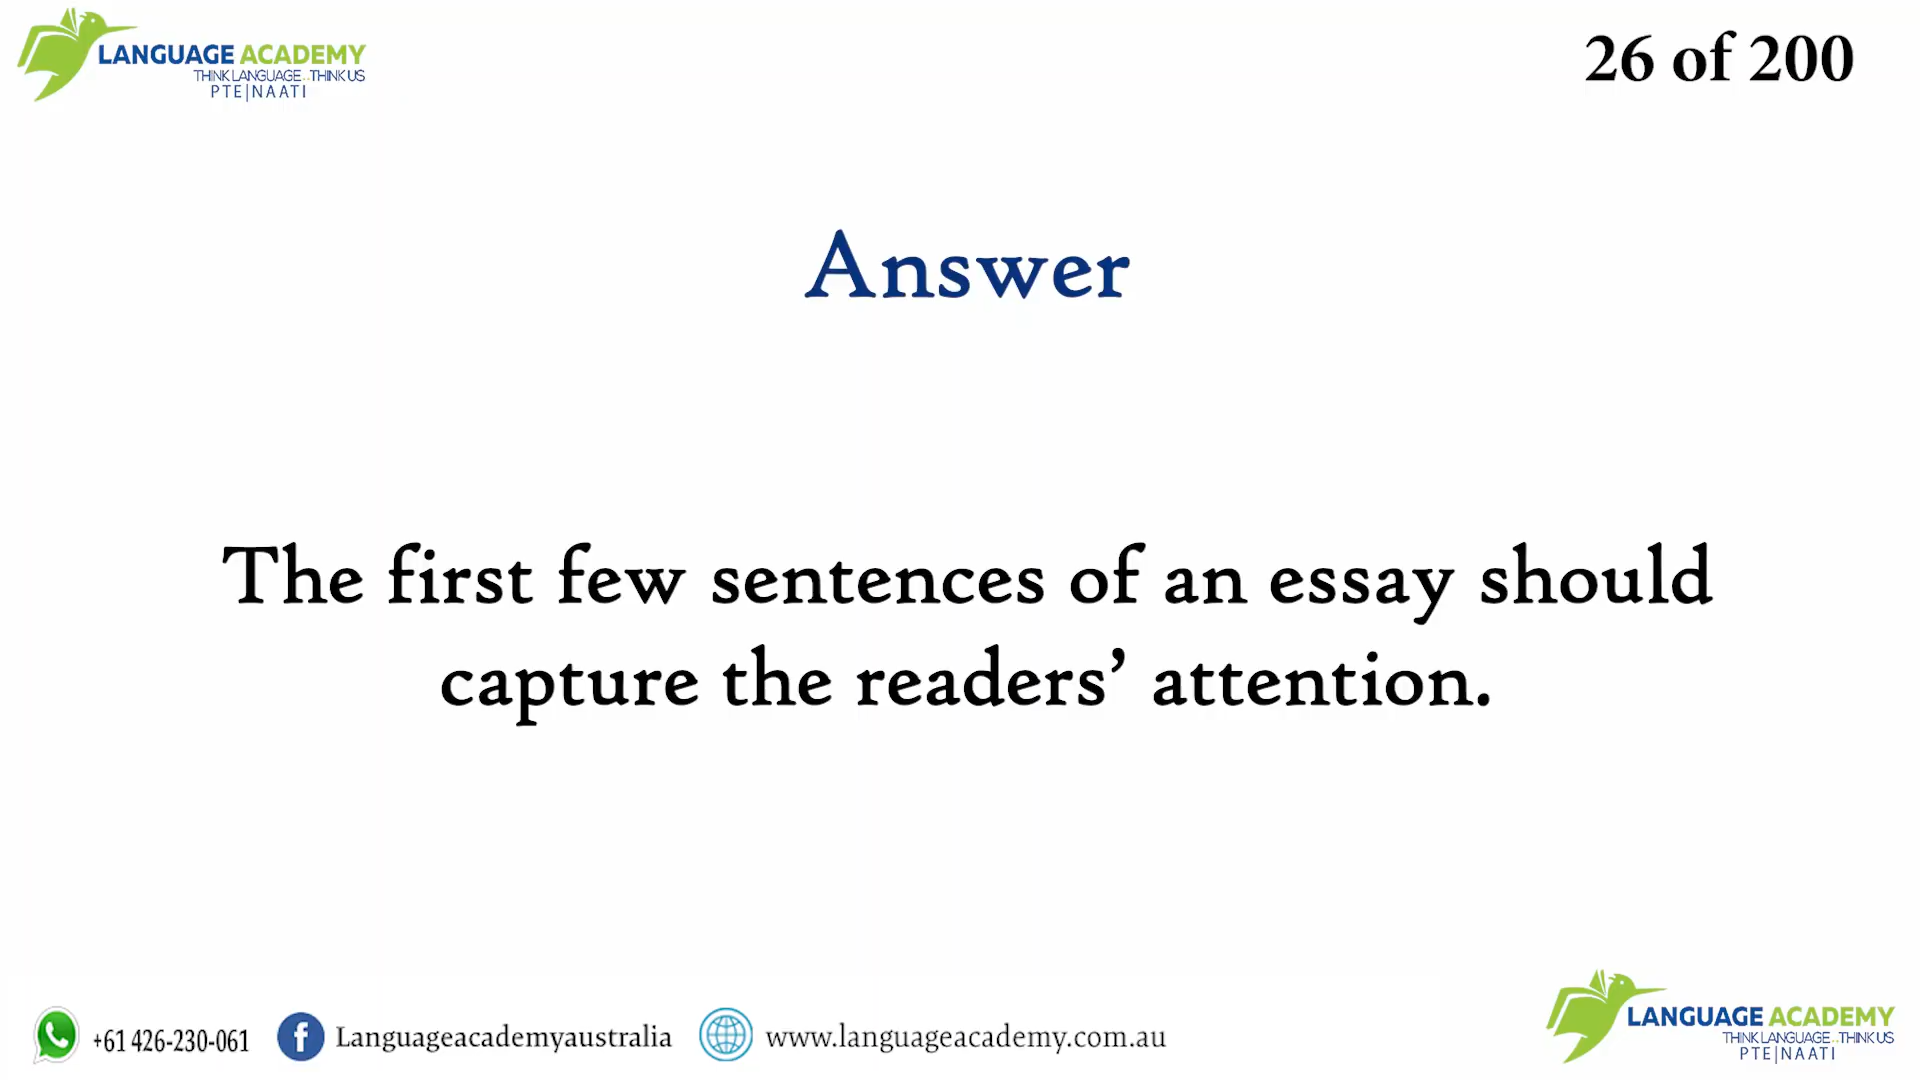 LANGUAGE ACADEMY
THINK LANGUAGE..THINK US
PTE|NAATI
26 of 200
Answer
The first few sentences of an essay should
capture the readers’ attention.
+61 426-230-061
Languageacademyaustralia
www.languageacademy.com.au
LANGUAGE ACADEMY
THINK LANGUAGE..THINK US
PTE|NAATI